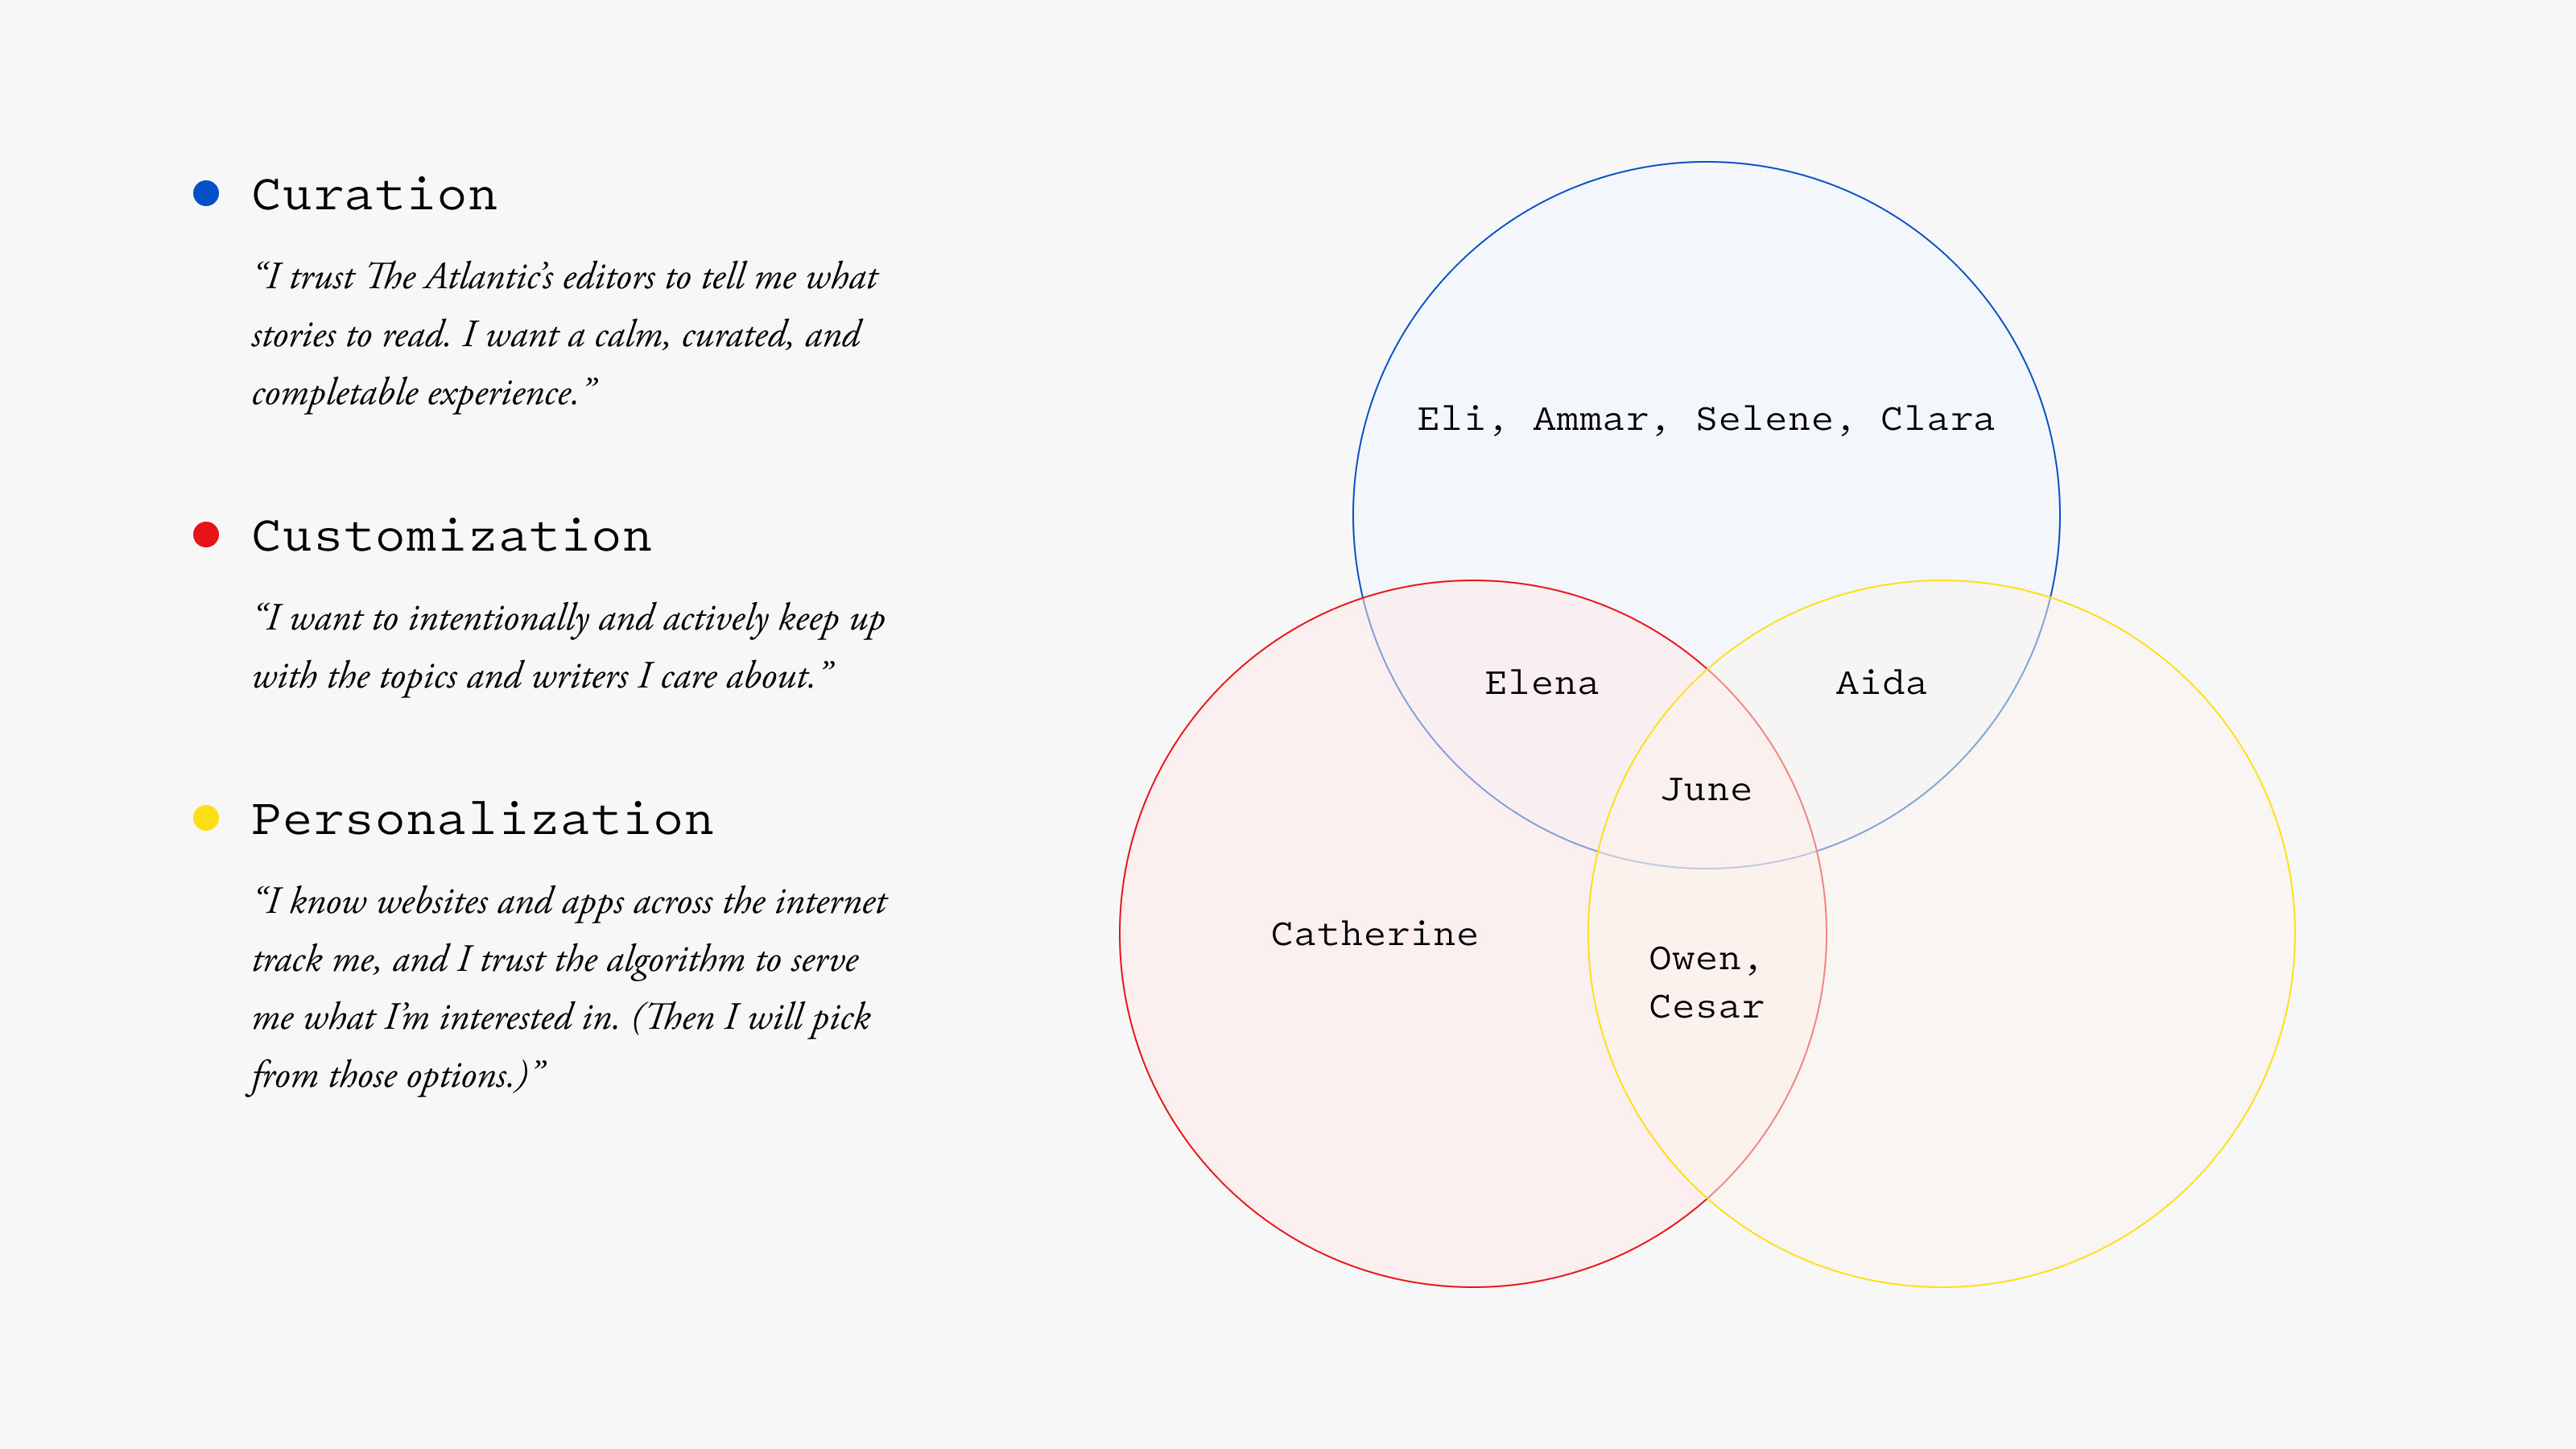 Curation
“I trust The Atlantic’s editors to tell me what
stories to read. I want a calm, curated, and
completable experience.”
Customization
“I want to intentionally and actively keep up
with the topics and writers I care about.”
Personalization
“I know websites and apps across the internet
track me, and I trust the algorithm to serve
me what I’m interested in. (Then I will pick
from those options.)”
Eli, Ammar, Selene, Clara
Elena
Aida
June
Catherine
Owen,
Cesar